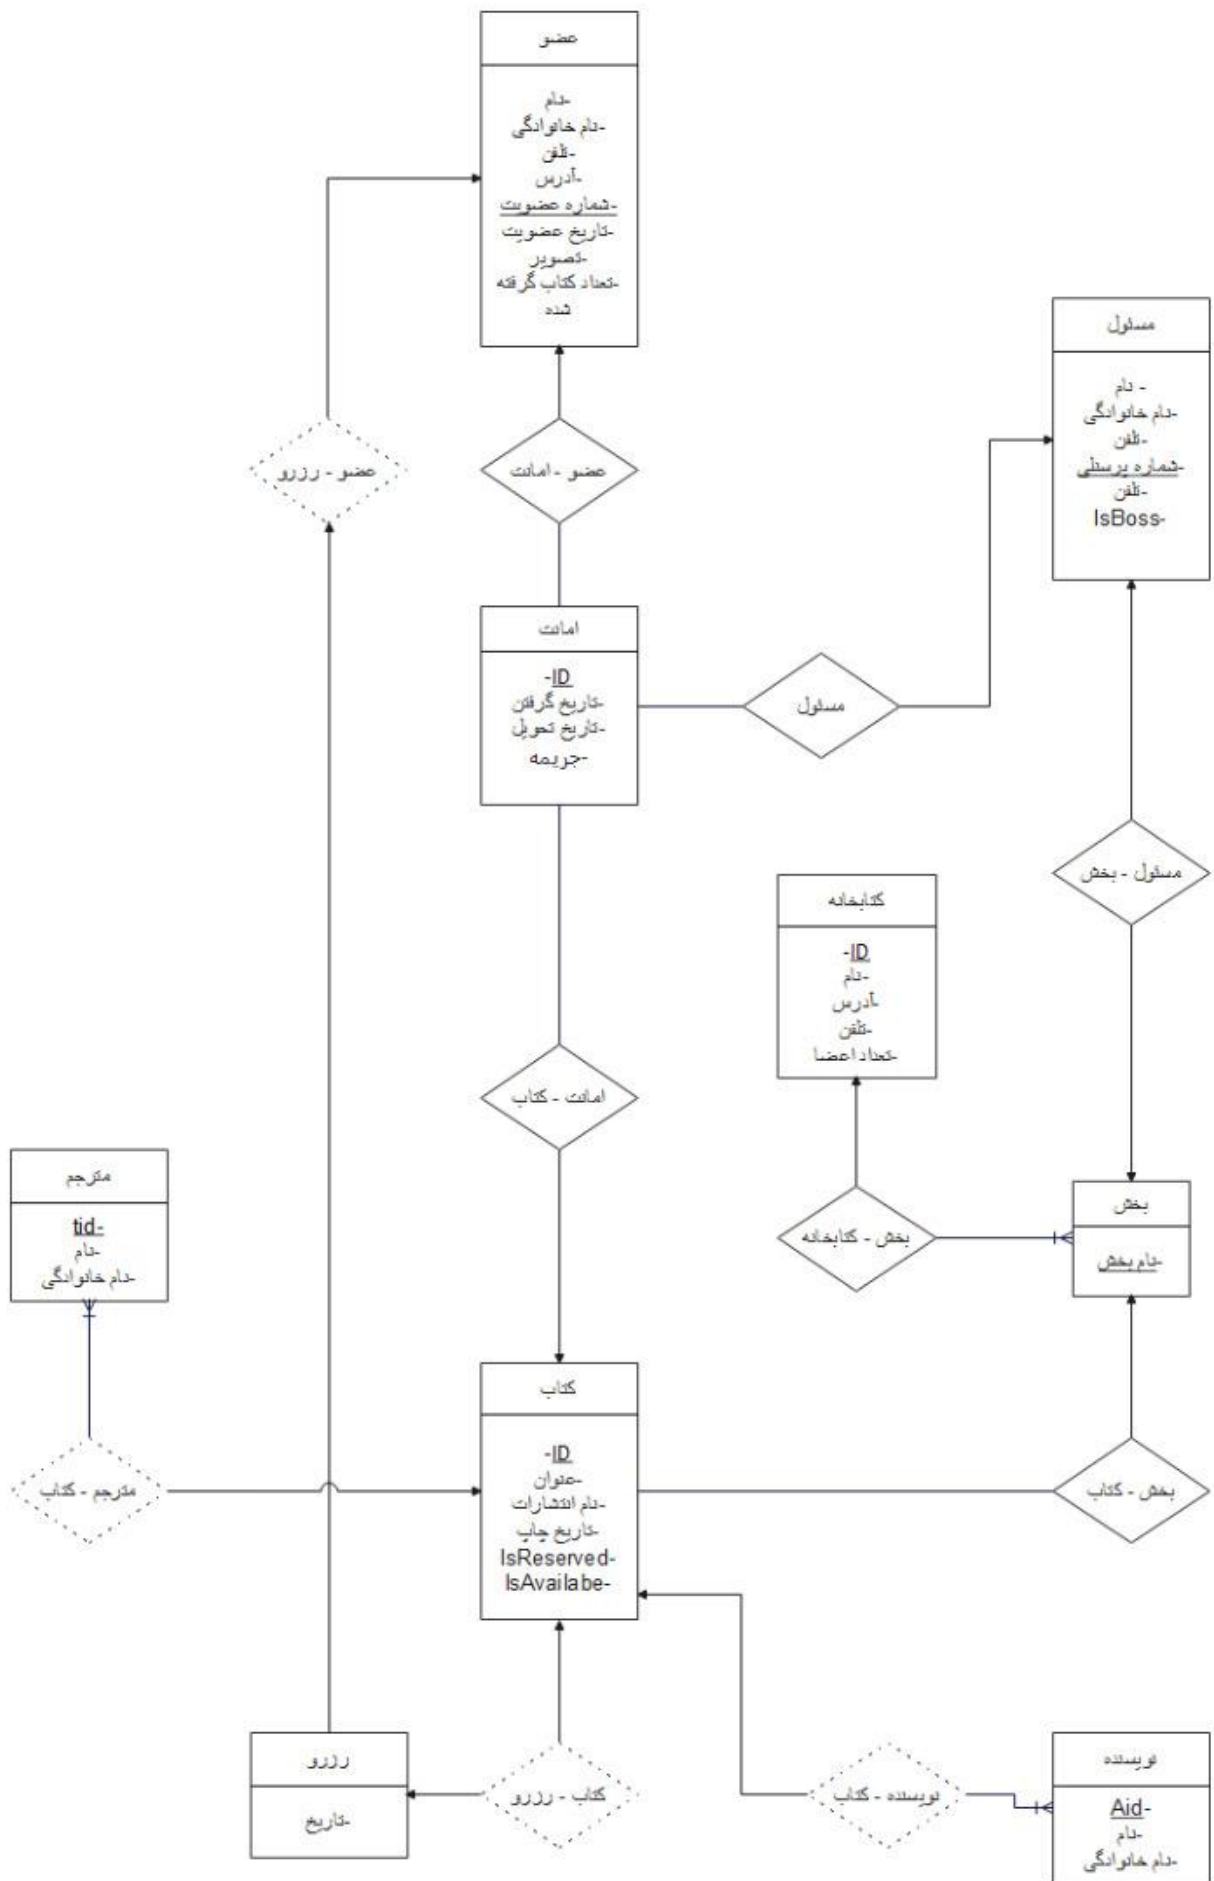 عضو
-نام
-نام خانوادگی
-تلفن
-آدرس
-شماره عضویت
-تاریخ عضویت
-تصویر
-تعداد کتاب گرفته
شده
مسئول
- نام
-نام خانوادگی
-تلفن
-شماره پرسنلی
-تلفن
IsBoss-
عضو - رزرو
عضو - امانت
امانت
-ID
-تاریخ گرفتن
-تاریخ تحویل
-جریمه
مسئول
مسئول - بخش
کتابخانه
-ID
-نام
-آدرس
-تلفن
-تعداد اعضا
امانت - کتاب
مترجم
tid-
-نام
-نام خانوادگی
بخش - کتابخانه
بخش
-نام بخش
کتاب
-ID
-عنوان
-نام انتشارات
-تاریخ چاپ
IsReserved-
IsAvailabe-
مترجم - کتاب
بخش - کتاب
رزرو
-تاریخ
کتاب - رزرو
نویسنده - کتاب
نویسنده
Aid-
-نام
-نام خانوادگی